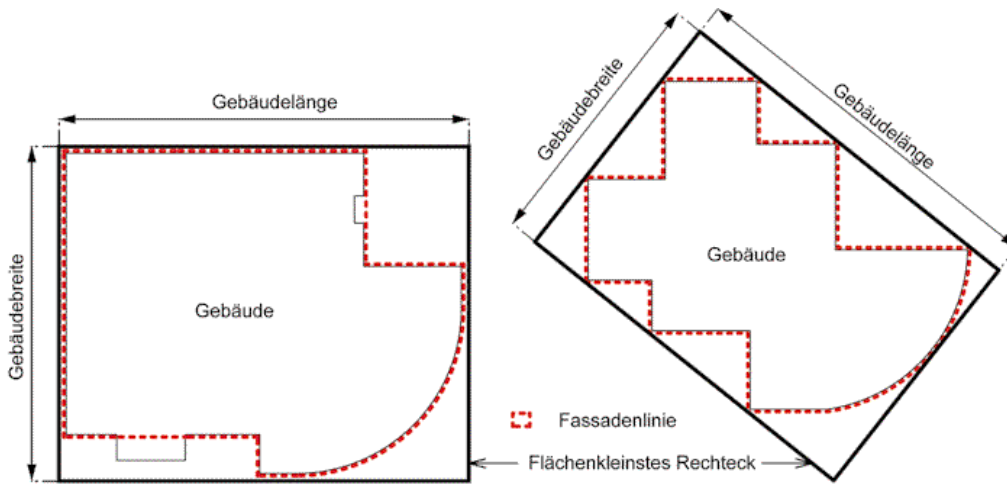 Gebäudelänge
Gebäudebreite
Gebäude
Gebäudebreite
Gebäudelänge
Gebäude
Fassadenlinie
Flächenkleinstes Rechteck